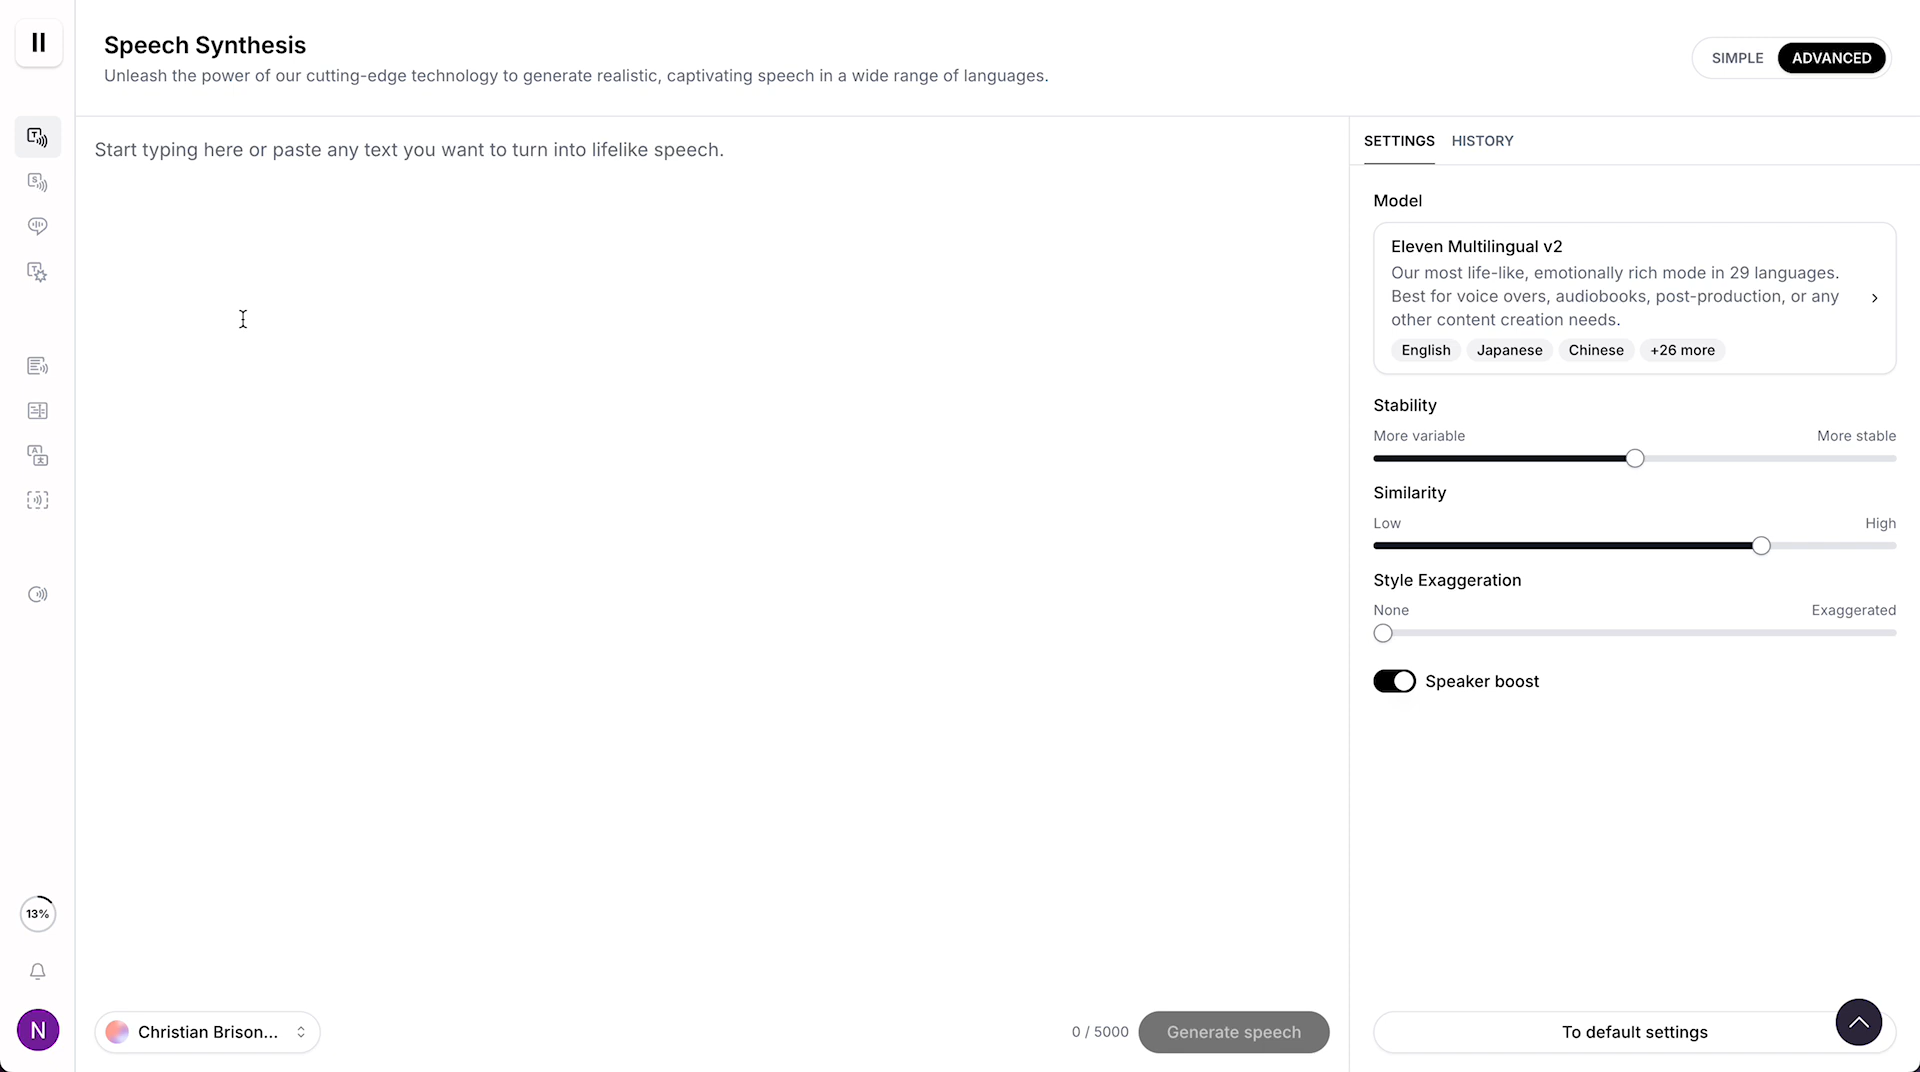 Speech Synthesis
Unleash the power of our cutting-edge technology to generate realistic, captivating speech in a wide range of languages.
SIMPLE
ADVANCED
Start typing here or paste any text you want to turn into lifelike speech.
SETTINGS
HISTORY
Model
Eleven Multilingual v2
Our most life-like, emotionally rich mode in 29 languages.
Best for voice overs, audiobooks, post-production, or any
other content creation needs.
English
Japanese
Chinese
+26 more
Stability
More variable
More stable
Similarity
Low
High
Style Exaggeration
None
Exaggerated
Speaker boost
13%
N
Christian Brison...
0 / 5000
Generate speech
To default settings